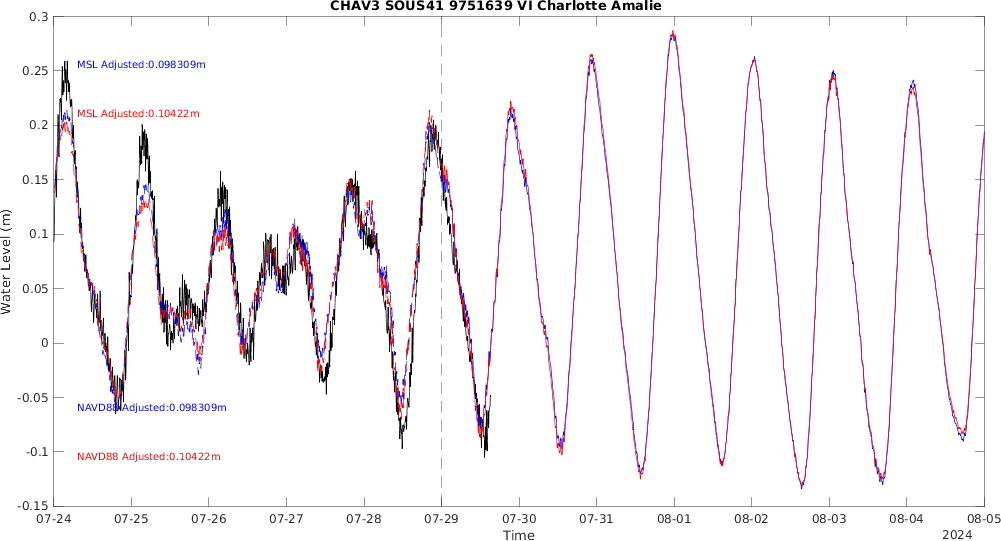 CHAV3 SOUS41 9751639 VI Charlotte Amalie
0.3
0.25
0.2
0.15
0.1
0.05
0
-0.05
-0.1
-0.15
Water Level (m)
MSL Adjusted:0.098309m
MSL Adjusted:0.10422m
NAVD88 Adjusted:0.098309m
NAVD88 Adjusted:0.10422m
07-24 07-25 07-26 07-27 07-28 07-29 07-30 07-31 08-01 08-02 08-03 08-04 08-05
Time
2024